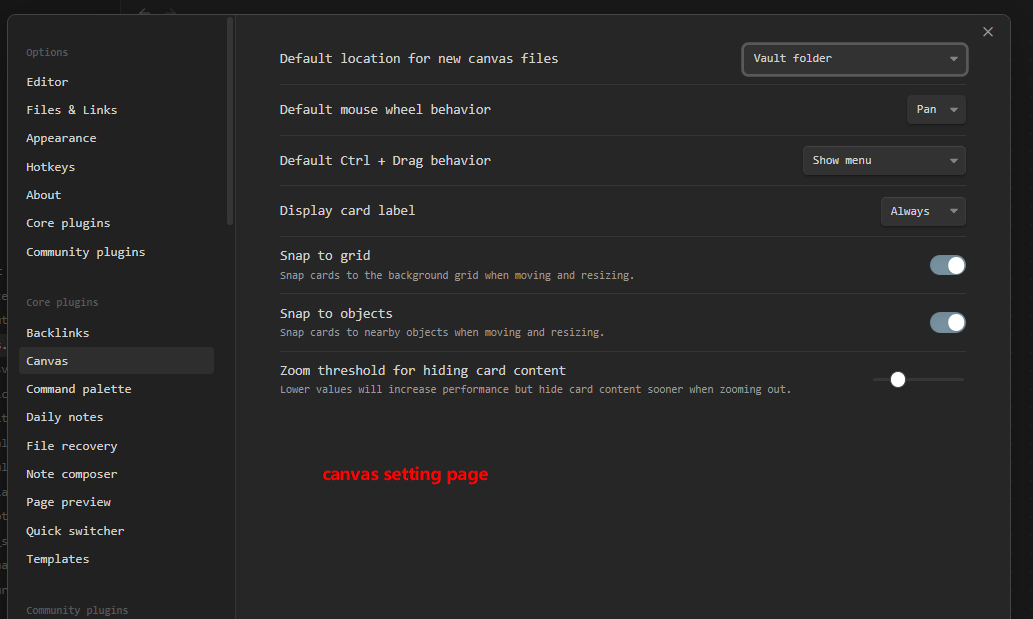 Options
Editor
Files & Links
Appearance
Hotkeys
About
Core plugins
Community plugins
Core plugins
Backlinks
Canvas
Command palette
Daily notes
File recovery
Note composer
Page preview
Quick switcher
Templates
Community plugins
Default location for new canvas files
Vault folder
Default mouse wheel behavior
Pan
Default Ctrl + Drag behavior
Show menu
Display card label
Always
Snap to grid
Snap cards to the background grid when moving and resizing.
Snap to objects
Snap cards to nearby objects when moving and resizing.
Zoom threshold for hiding card content
Lower values will increase performance but hide card content sooner when zooming out.
canvas setting page